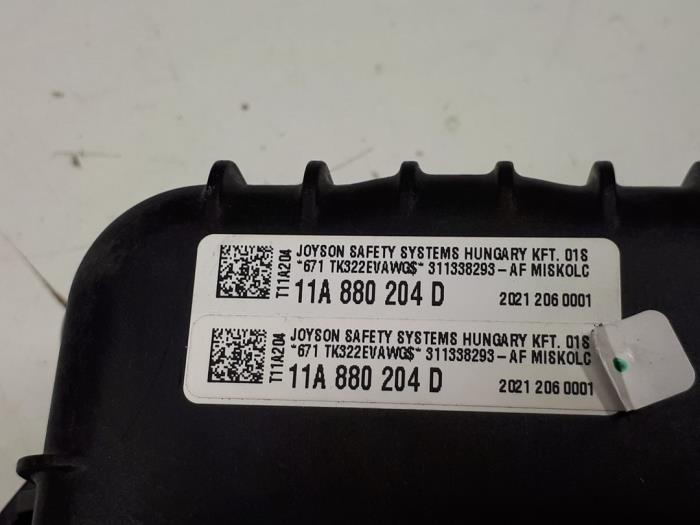 T11A204
JOYSON SAFETY SYSTEMS HUNGARY KFT. 01S
*671 TK322EVAWG$* 311338293-AF MISKOLC
11A 880 204 D 2021 206 0001
T11A204
JOYSON SAFETY SYSTEMS HUNGARY KFT. 01S
*671 TK322EVAWG$* 311338293-AF MISKOLC
11A 880 204 D 2021 206 0001